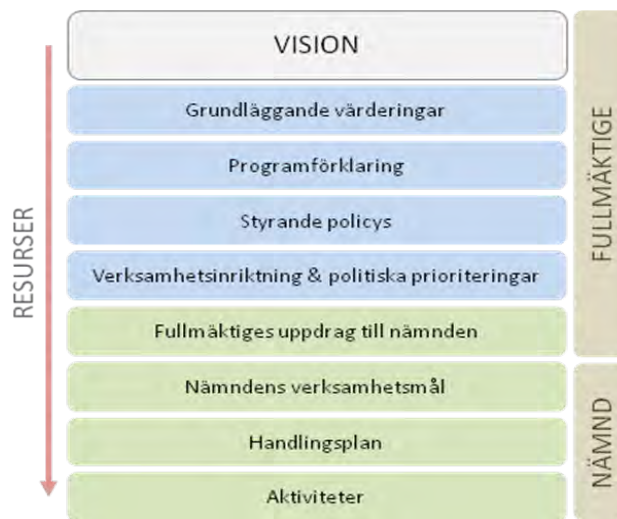 VISION
Grundläggande värderingar
Programförklaring
Styrande policys
Verksamhetsinriktning & politiska prioriteringar
Fullmäktiges uppdrag till nämnden
Nämndens verksamhetsmål
Handlingsplan
Aktiviteter
RESURSER
FULLMÄKTIGE
NÄMND